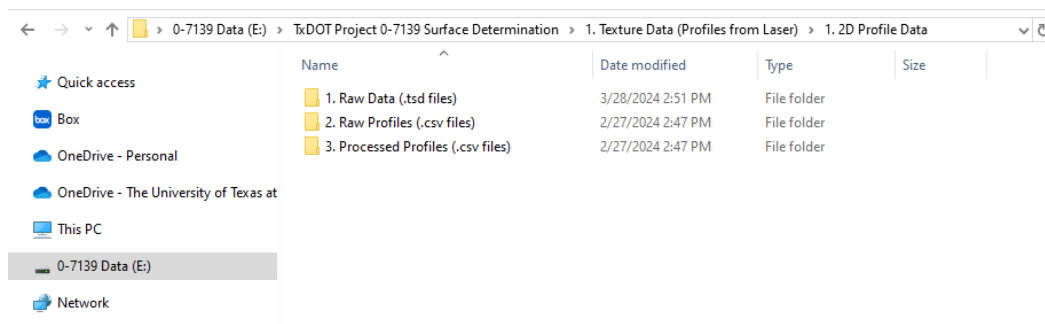 0-7139 Data (E:) > TxDOT Project 0-7139 Surface Determination > 1. Texture Data (Profiles from Laser) > 1. 2D Profile Data
Name Date modified Type Size
Quick access
Box
OneDrive - Personal
OneDrive - The University of Texas at
This PC
0-7139 Data (E:)
Network
1. Raw Data (.tsd files) 3/28/2024 2:51 PM File folder
2. Raw Profiles (.csv files) 2/27/2024 2:47 PM File folder
3. Processed Profiles (.csv files) 2/27/2024 2:47 PM File folder